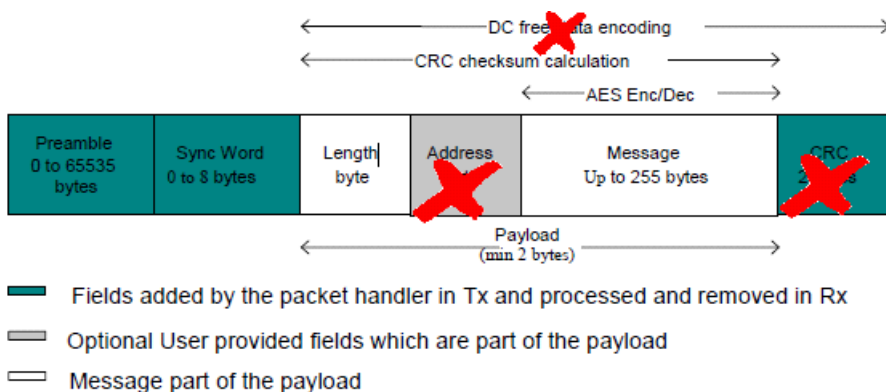 DC free ata encoding
CRC checksum calculation
AES Enc/Dec
Preamble
0 to 65535
bytes
Sync Word
0 to 8 bytes
Length
byte
Address
Message
Up to 255 bytes
CRC
Payload
(min 2 bytes)
Fields added by the packet handler in Tx and processed and removed in Rx
Optional User provided fields which are part of the payload
Message part of the payload